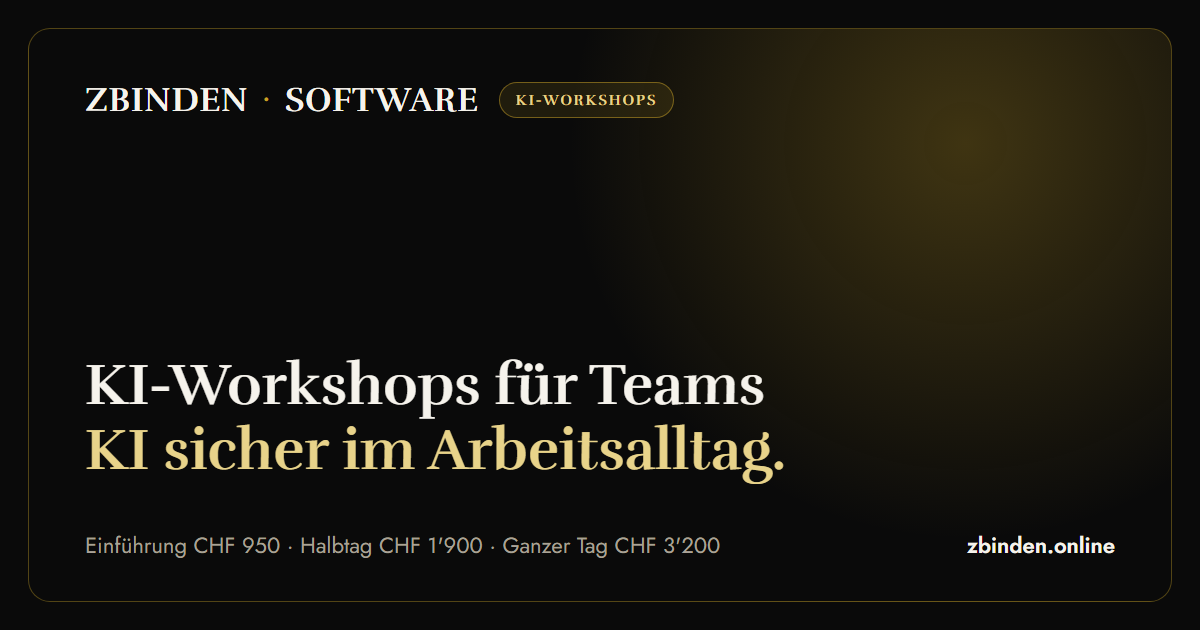 ZBINDEN · SOFTWARE KI-WORKSHOPS
KI-Workshops für Teams
KI sicher im Arbeitsalltag.
Einführung CHF 950 · Halbtag CHF 1'900 · Ganzer Tag CHF 3'200
zbinden.online